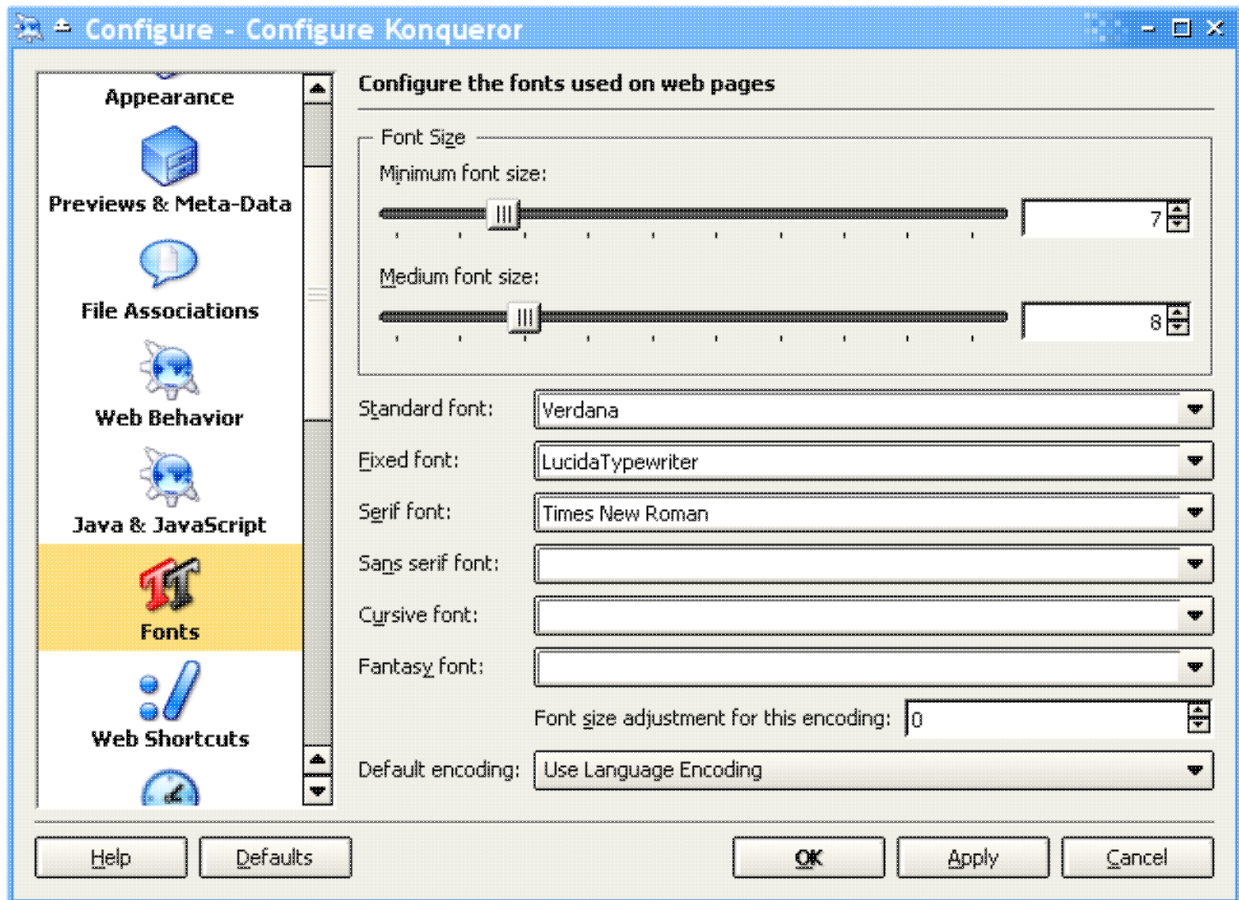 Configure - Configure Konqueror
Appearance
Previews & Meta-Data
File Associations
Web Behavior
Java & JavaScript
Fonts
Web Shortcuts
Configure the fonts used on web pages
Font Size
Minimum font size:
7
Medium font size:
8
Standard font: Verdana
Fixed font: LucidaTypewriter
Serif font: Times New Roman
Sans serif font:
Cursive font:
Fantasy font:
Font size adjustment for this encoding: 0
Default encoding: Use Language Encoding
Help Defaults OK Apply Cancel